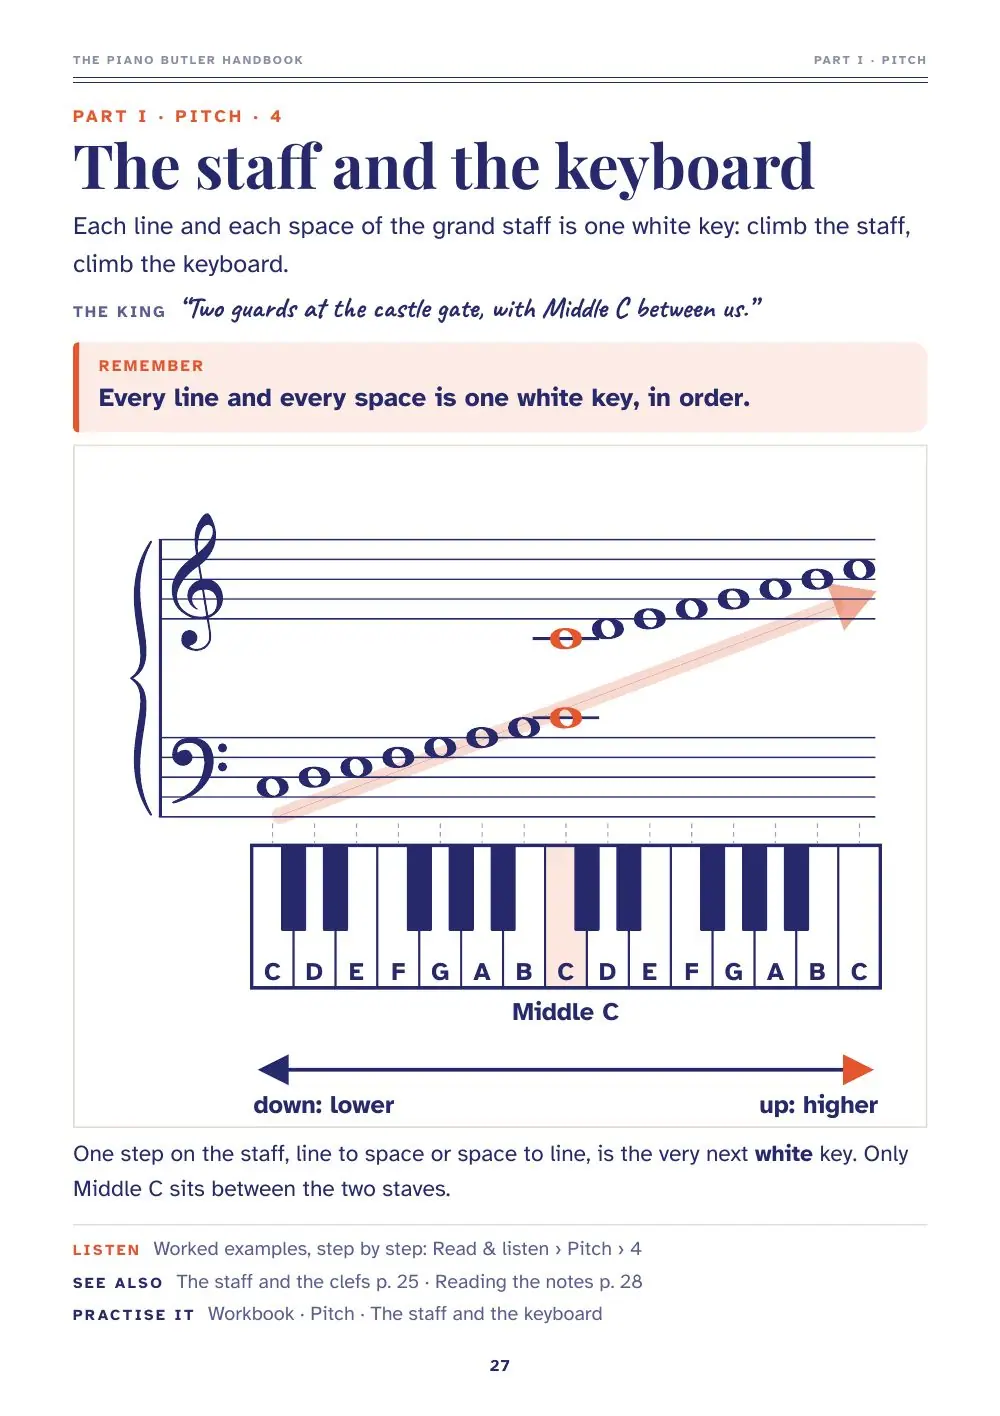 THE PIANO BUTLER HANDBOOK
PART I · PITCH
PART I · PITCH · 4
The staff and the keyboard
Each line and each space of the grand staff is one white key: climb the staff,
climb the keyboard.
THE KING “Two guards at the castle gate, with Middle C between us.”
REMEMBER
Every line and every space is one white key, in order.
C D E F G A B C D E F G A B C
Middle C
down: lower
up: higher
One step on the staff, line to space or space to line, is the very next white key. Only
Middle C sits between the two staves.
LISTEN Worked examples, step by step: Read & listen › Pitch › 4
SEE ALSO The staff and the clefs p. 25 · Reading the notes p. 28
PRACTISE IT Workbook · Pitch · The staff and the keyboard
27